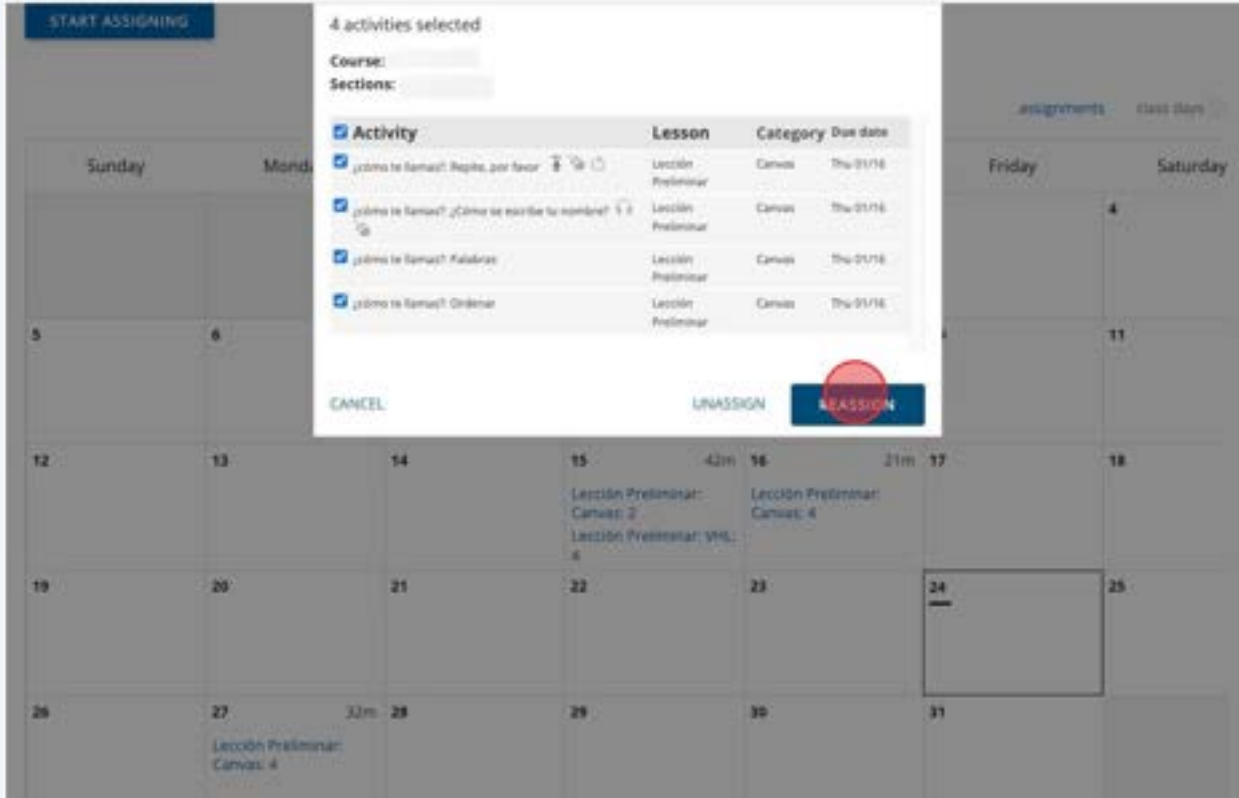 START ASSIGNING
4 activities selected
Course:
Sections:
assignments class days
Activity Lesson Category Due date
¿cómo te llamas?: Repite, por favor Lección Preliminar Canvas Thu 01/16
¿cómo te llamas?: ¿Cómo se escribe tu nombre? Lección Preliminar Canvas Thu 01/16
¿cómo te llamas?: Palabras Lección Preliminar Canvas Thu 01/16
¿cómo te llamas?: Ordenar Lección Preliminar Canvas Thu 01/16
CANCEL UNASSIGN REASSIGN
Sunday Friday Saturday
4
5 6 11
12 13 14 15 42m 16 21m 17 18
Lección Preliminar: Canvas: 2
Lección Preliminar: VHL: 4
Lección Preliminar: Canvas: 4
19 20 21 22 23 24 25
26 27 32m 28 29 30 31
Lección Preliminar: Canvas: 4